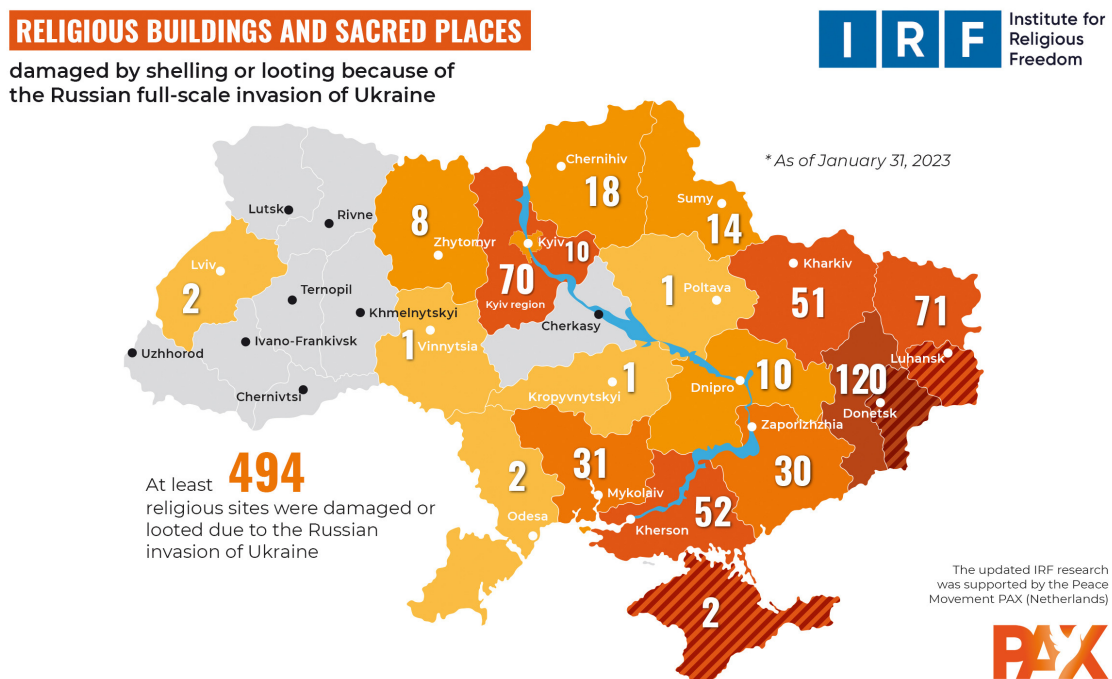 RELIGIOUS BUILDINGS AND SACRED PLACES
damaged by shelling or looting because of
the Russian full-scale invasion of Ukraine
IRF
Institute for
Religious
Freedom
* As of January 31, 2023
Chernihiv
18
Sumy
14
Lutsk
Rivne
8
Zhytomyr
Kyiv
10
70
Kyiv region
Lviv
2
Ternopil
Khmelnytskyi
1
Vinnytsia
Cherkasy
1
Poltava
Kharkiv
51
71
Luhansk
Uzhhorod
Ivano-Frankivsk
Chernivtsi
1
Kropyvnytskyi
Dnipro
10
120
Donetsk
Zaporizhzhia
30
31
Mykolaiv
2
Odesa
52
Kherson
2
At least 494
religious sites were damaged or
looted due to the Russian
invasion of Ukraine
The updated IRF research
was supported by the Peace
Movement PAX (Netherlands)
PAX